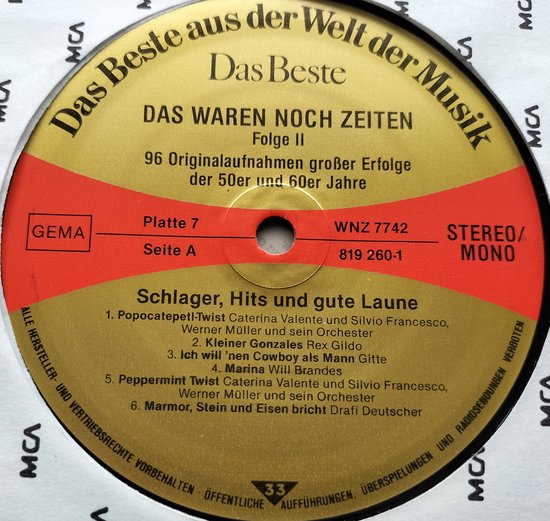 Das Beste aus der Welt der Musik
Das Beste
DAS WAREN NOCH ZEITEN
Folge II
96 Originalaufnahmen großer Erfolge
der 50er und 60er Jahre
GEMA
Platte 7
Seite A
WNZ 7742
819 260-1
STEREO/
MONO
Schlager, Hits und gute Laune
1. Popocatepetl-Twist Caterina Valente und Silvio Francesco,
Werner Müller und sein Orchester
2. Kleiner Gonzales Rex Gildo
3. Ich will 'nen Cowboy als Mann Gitte
4. Marina Will Brandes
5. Peppermint Twist Caterina Valente und Silvio Francesco,
Werner Müller und sein Orchester
6. Marmor, Stein und Eisen bricht Drafi Deutscher
33
ALLE HERSTELLER- UND VERTRIEBSRECHTE VORBEHALTEN · ÖFFENTLICHE AUFFÜHRUNGEN, ÜBERSPIELUNGEN UND RADIOSENDUNGEN VERBOTEN
MCA
MCA
MCA
MCA
MCA
MCA
MCA